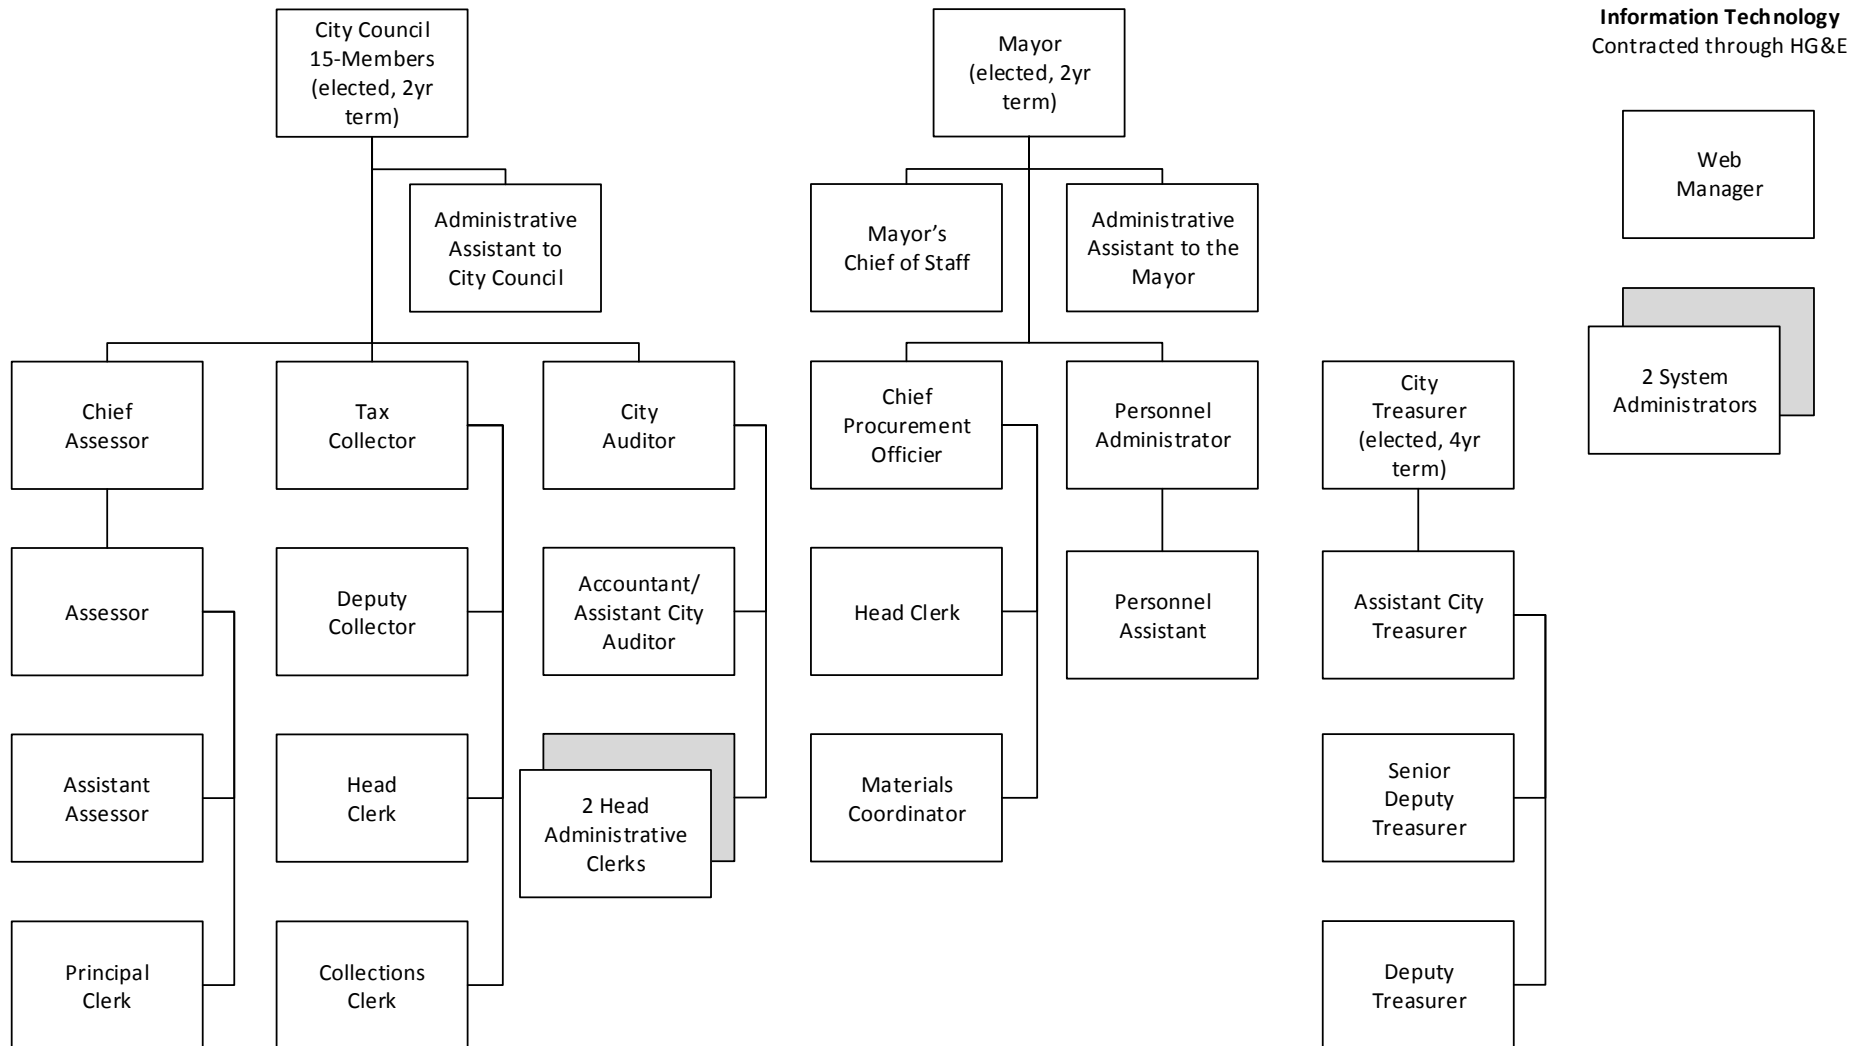 City Council
15-Members
(elected, 2yr
term)
Mayor
(elected, 2yr
term)
Information Technology
Contracted through HG&E
Web
Manager
Administrative
Assistant to
City Council
Mayor's
Chief of Staff
Administrative
Assistant to the
Mayor
2 System
Administrators
Chief
Assessor
Tax
Collector
City
Auditor
Chief
Procurement
Officier
Personnel
Administrator
City
Treasurer
(elected, 4yr
term)
Assessor
Deputy
Collector
Accountant/
Assistant City
Auditor
Head Clerk
Personnel
Assistant
Assistant City
Treasurer
Assistant
Assessor
Head
Clerk
2 Head
Administrative
Clerks
Materials
Coordinator
Senior
Deputy
Treasurer
Principal
Clerk
Collections
Clerk
Deputy
Treasurer